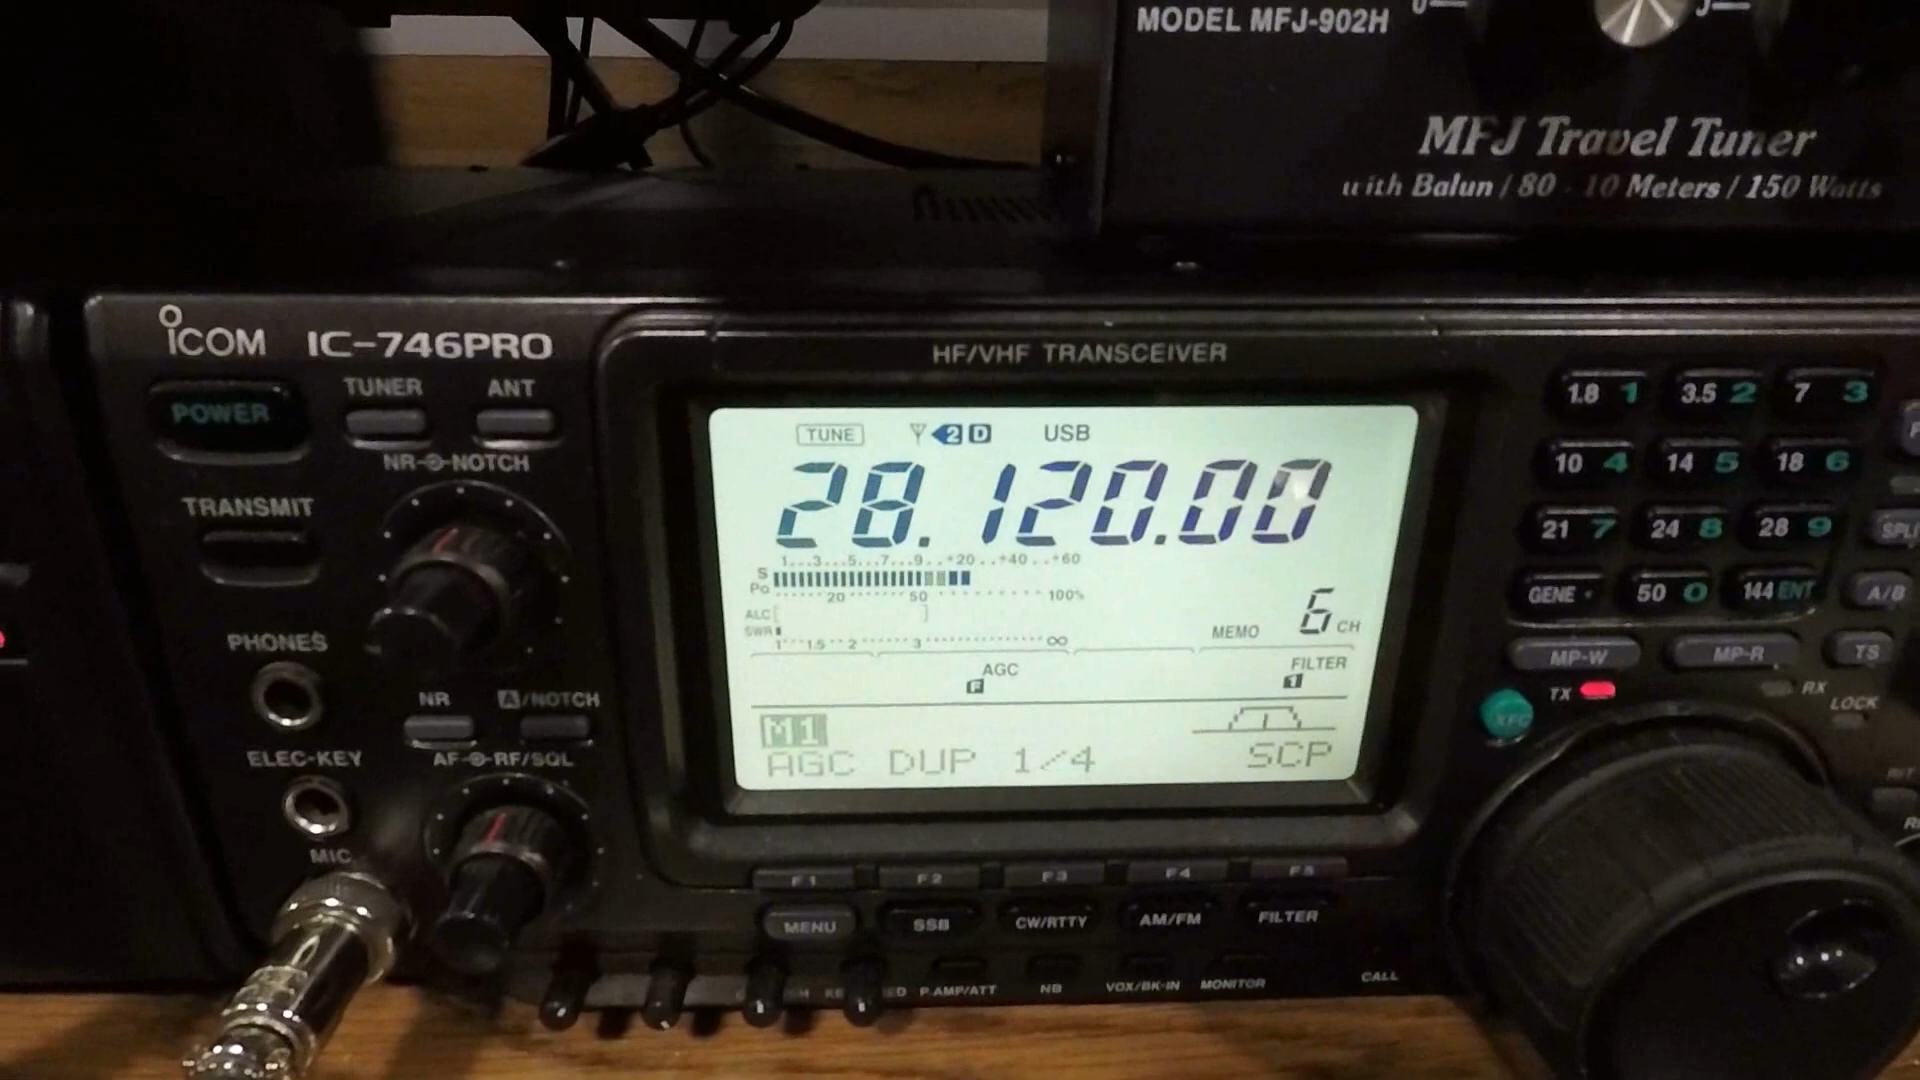 MODEL MFJ-902H
MFJ Travel Tuner
with Balun / 80 - 10 Meters / 150 Watts
ICOM IC-746PRO
HF/VHF TRANSCEIVER
POWER
TUNER ANT
NR NOTCH
TRANSMIT
PHONES
NR A/NOTCH
ELEC-KEY
AF RF/SQL
MIC
TUNE 2 D USB
28.120.00
1...3...5...7...9...+20...+40...+60
S
Po 20 50 100%
ALC
SWR
1 1.5 2 3 ∞
MEMO 6 CH
AGC FILTER
F 1
M1
AGC DUP 1/4 SCP
F1 F2 F3 F4 F5
MENU SSB CW/RTTY AM/FM FILTER
P.AMP/ATT NB VOX/BK-IN MONITOR CALL
1.8 1 3.5 2 7 3
10 4 14 5 18 6
21 7 24 8 28 9
GENE · 50 0 144 ENT
A/B
MP-W MP-R TS
XFC TX RX
LOCK